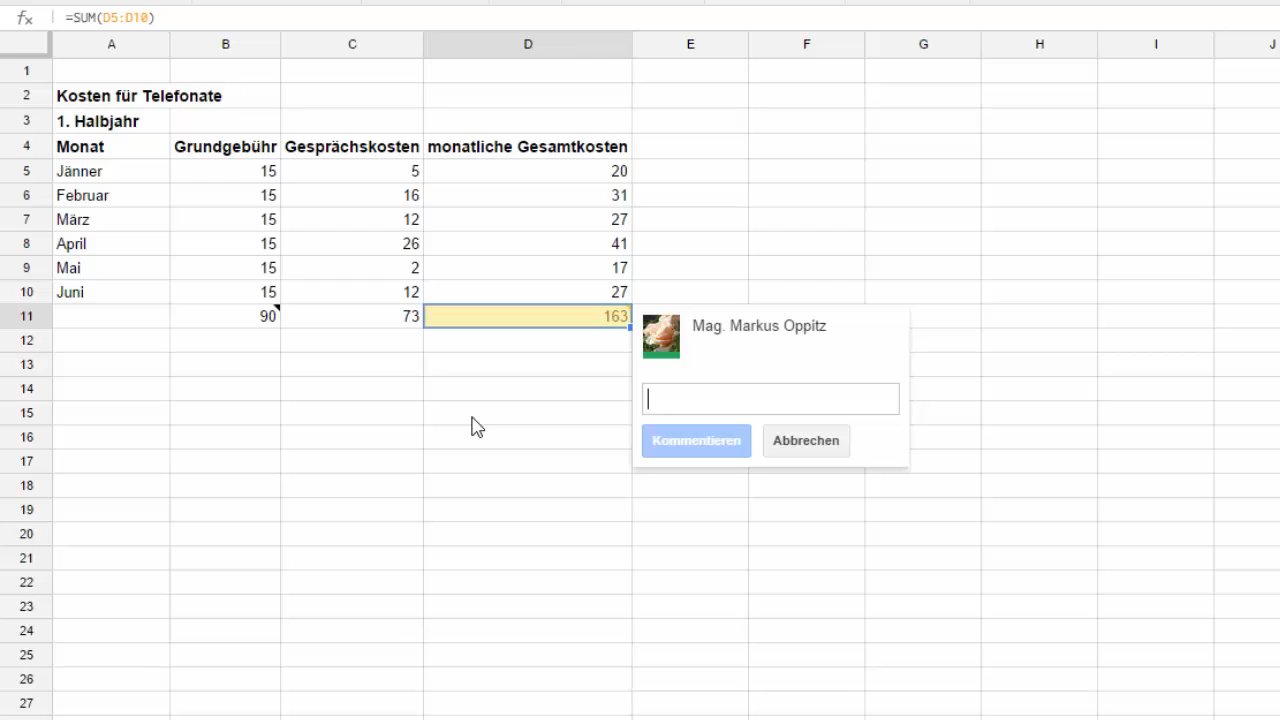 fx =SUM(D5:D10)
A B C D E F G H I J
1
2 Kosten für Telefonate
3 1. Halbjahr
4 Monat Grundgebühr Gesprächskosten monatliche Gesamtkosten
5 Jänner 15 5 20
6 Februar 15 16 31
7 März 15 12 27
8 April 15 26 41
9 Mai 15 2 17
10 Juni 15 12 27
11 90 73 163
Mag. Markus Oppitz
Kommentieren Abbrechen
12
13
14
15
16
17
18
19
20
21
22
23
24
25
26
27